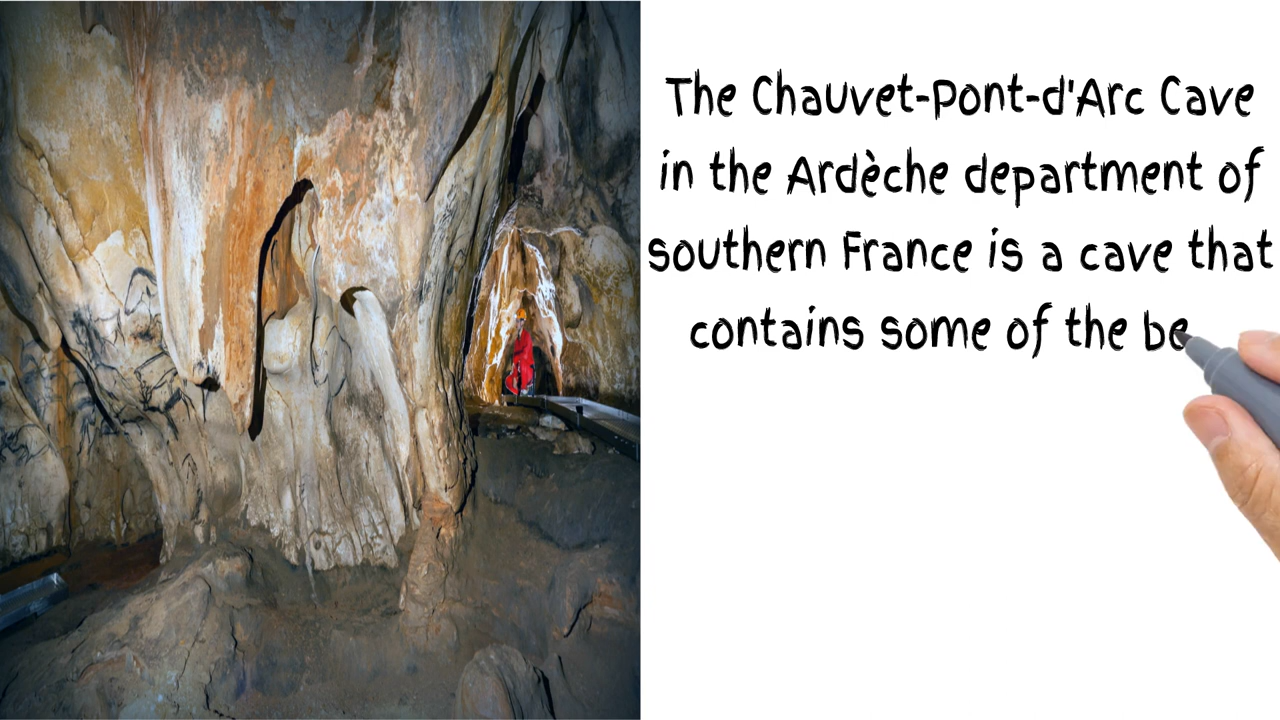 The Chauvet-Pont-d'Arc Cave
in the Ardèche department of
southern France is a cave that
contains some of the be